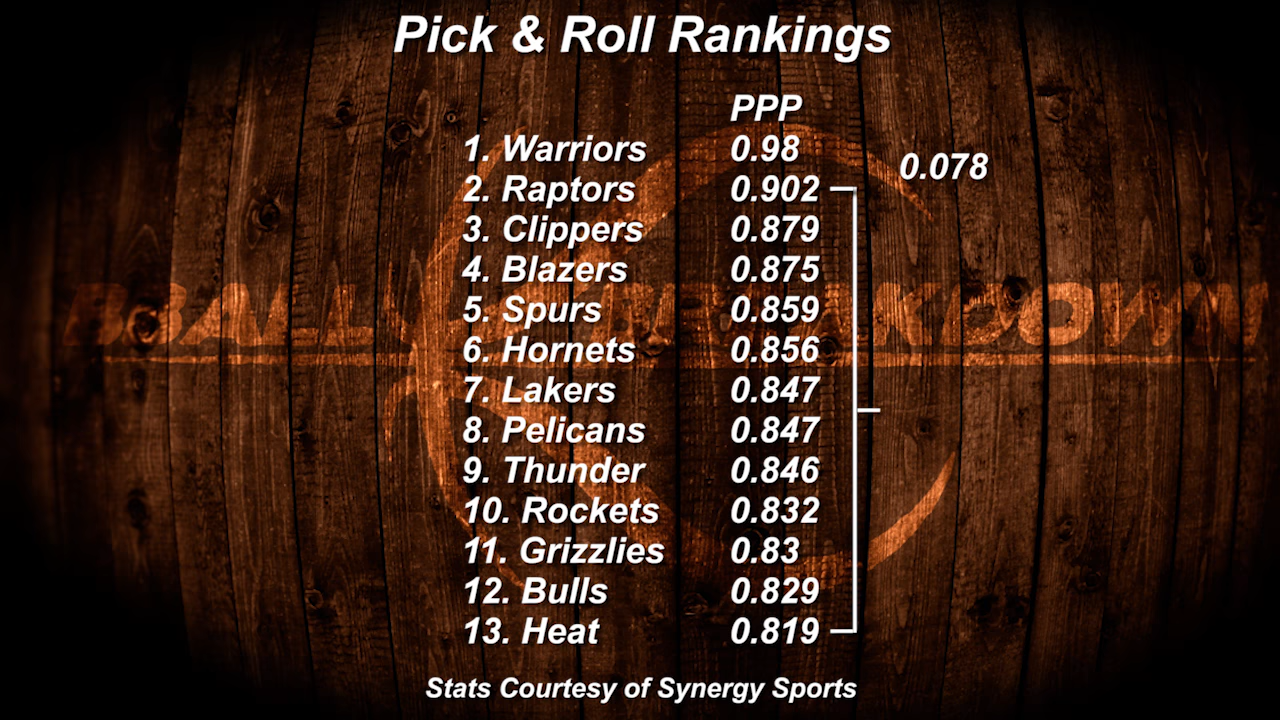 Pick & Roll Rankings
PPP
1. Warriors 0.98
0.078
2. Raptors 0.902
3. Clippers 0.879
4. Blazers 0.875
5. Spurs 0.859
6. Hornets 0.856
7. Lakers 0.847
8. Pelicans 0.847
9. Thunder 0.846
10. Rockets 0.832
11. Grizzlies 0.83
12. Bulls 0.829
13. Heat 0.819
Stats Courtesy of Synergy Sports